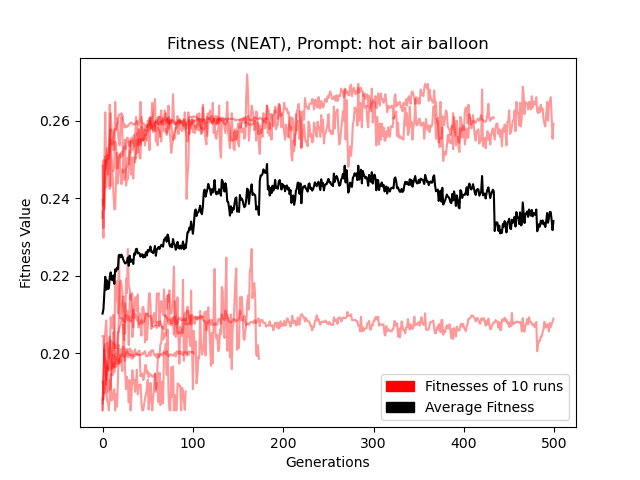 Fitness (NEAT), Prompt: hot air balloon
Fitness Value
0.26
0.24
0.22
0.20
0
100
200
300
400
500
Generations
Fitnesses of 10 runs
Average Fitness